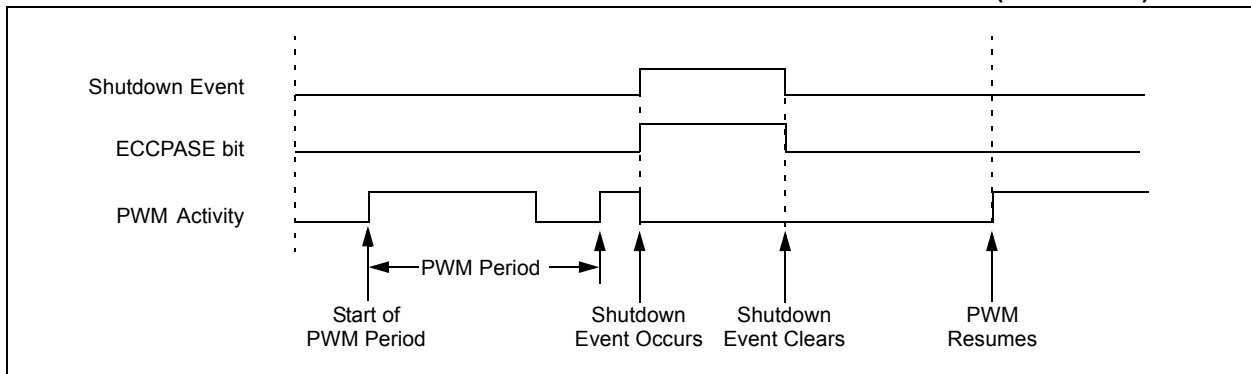 Shutdown Event
ECCPASE bit
PWM Activity
PWM Period
Start of
PWM Period
Shutdown
Event Occurs
Shutdown
Event Clears
PWM
Resumes